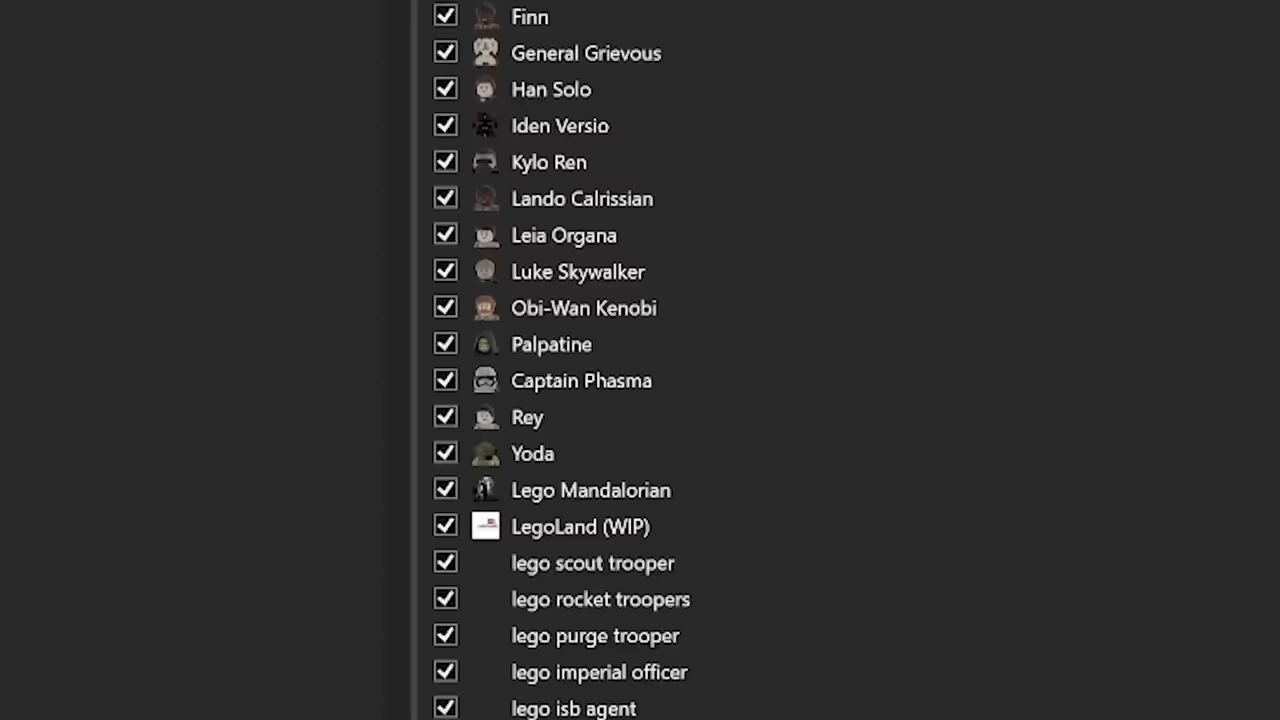 Finn
General Grievous
Han Solo
Iden Versio
Kylo Ren
Lando Calrissian
Leia Organa
Luke Skywalker
Obi-Wan Kenobi
Palpatine
Captain Phasma
Rey
Yoda
Lego Mandalorian
LegoLand (WIP)
lego scout trooper
lego rocket troopers
lego purge trooper
lego imperial officer
lego isb agent